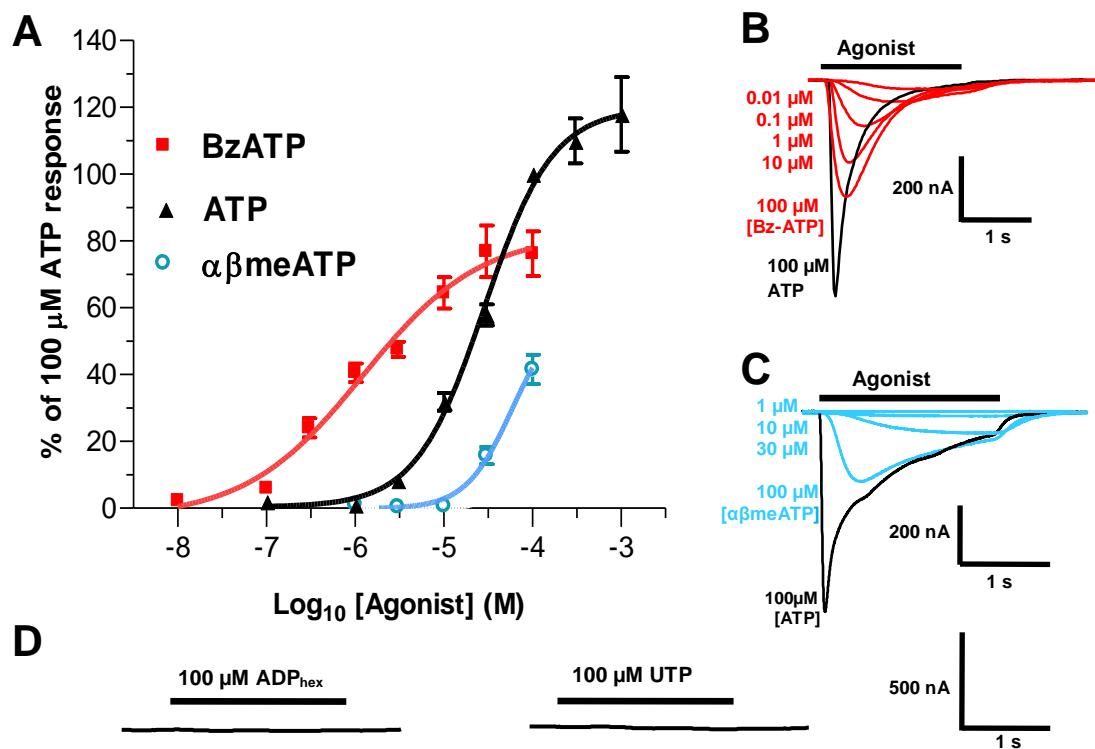 A
% of 100 μM ATP response
140
120
100
80
60
40
20
0
BzATP
ATP
αβmeATP
-8 -7 -6 -5 -4 -3
Log10 [Agonist] (M)
B
Agonist
0.01 μM
0.1 μM
1 μM
10 μM
100 μM
[Bz-ATP]
100 μM
ATP
200 nA
1 s
C
Agonist
1 μM
10 μM
30 μM
100 μM
[αβmeATP]
100μM
[ATP]
200 nA
1 s
D
100 μM ADPhex
100 μM UTP
500 nA
1 s